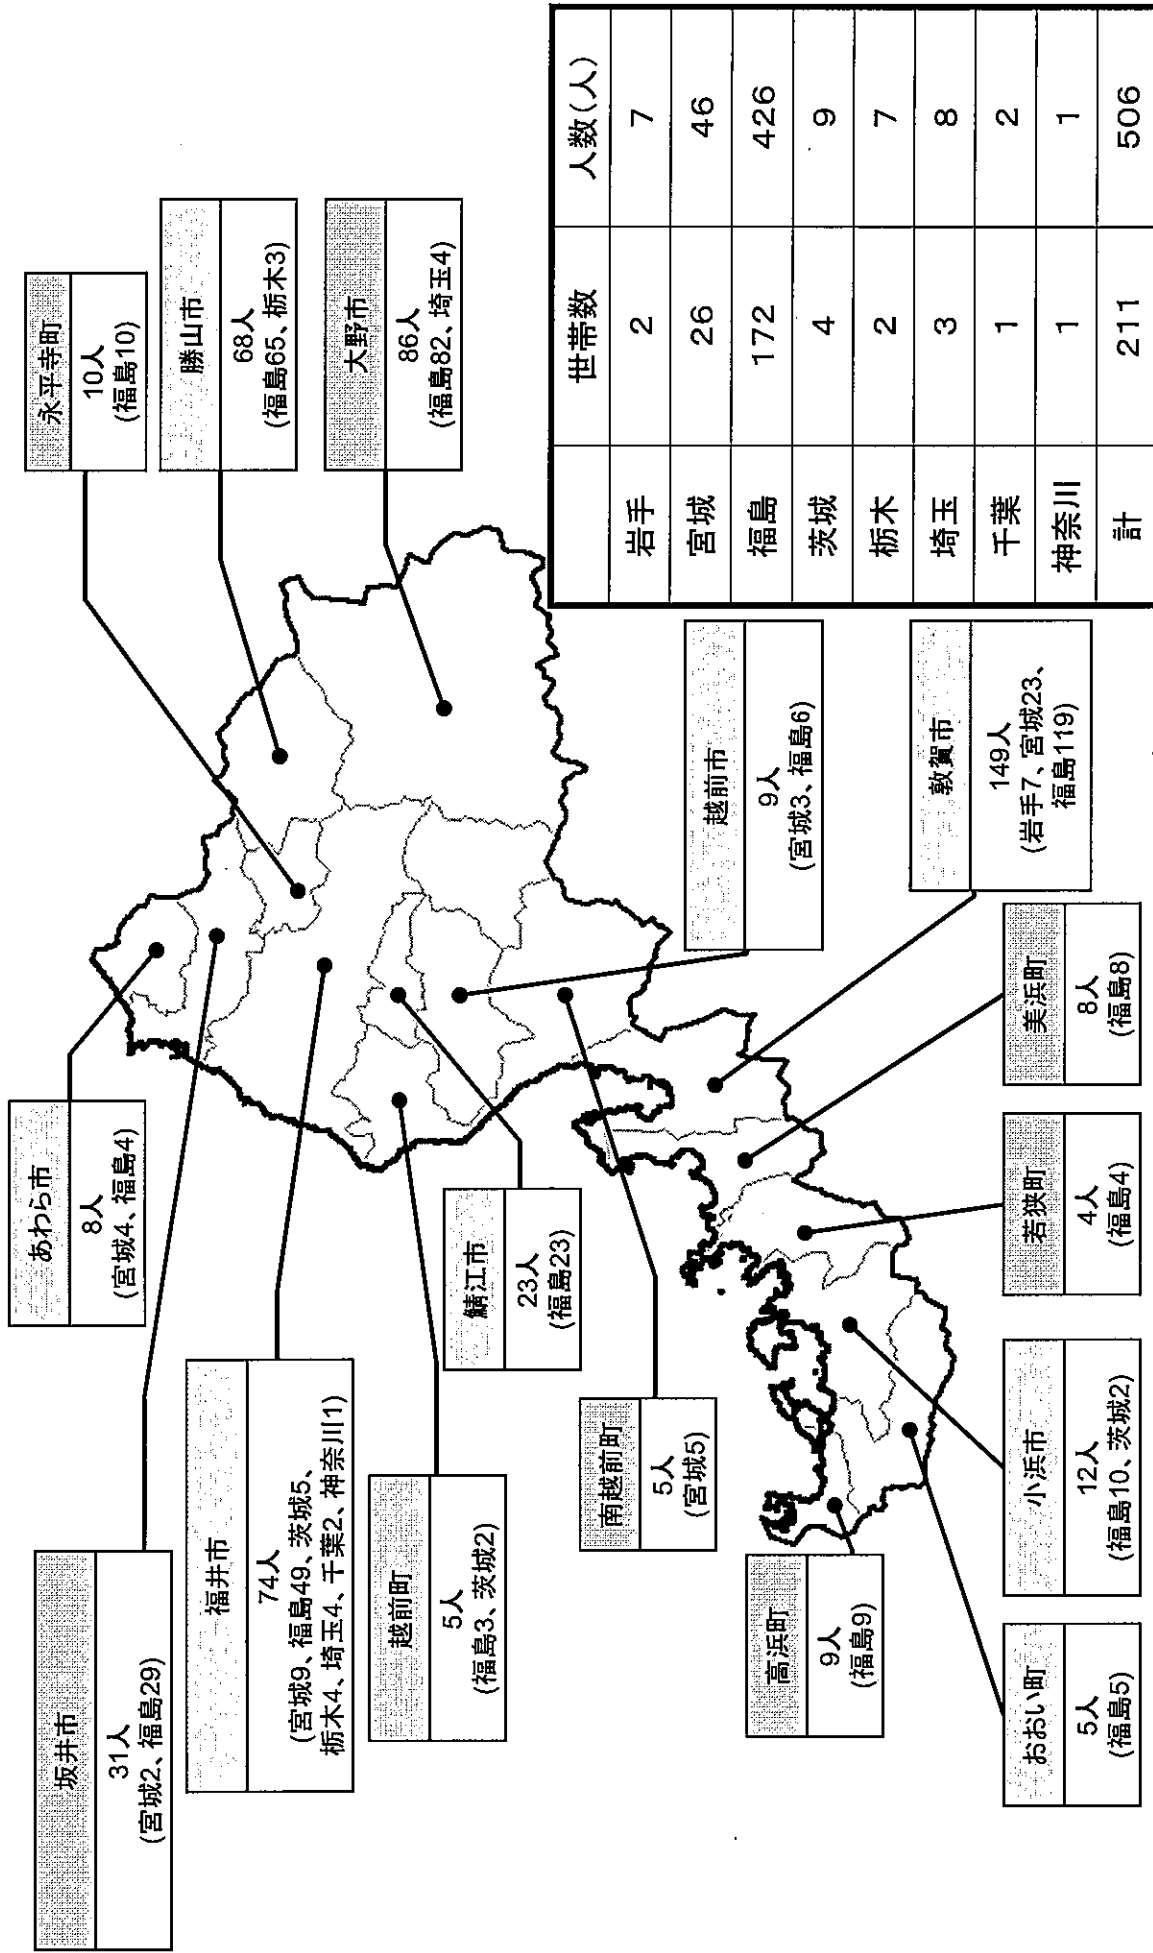 坂井市
31人
(宮城2、福島29)
あわら市
8人
(宮城4、福島4)
永平寺町
10人
(福島10)
勝山市
68人
(福島65、栃木3)
大野市
86人
(福島82、埼玉4)
福井市
74人
(宮城9、福島49、茨城5、
栃木4、埼玉4、千葉2、神奈川1)
越前町
5人
(福島3、茨城2)
鯖江市
23人
(福島23)
南越前町
5人
(宮城5)
越前市
9人
(宮城3、福島6)
敦賀市
149人
(岩手7、宮城23、
福島119)
高浜町
9人
(福島9)
おおい町
5人
(福島5)
小浜市
12人
(福島10、茨城2)
若狭町
4人
(福島4)
美浜町
8人
(福島8)
世帯数 人数(人)
岩手 2 7
宮城 26 46
福島 172 426
茨城 4 9
栃木 2 7
埼玉 3 8
千葉 1 2
神奈川 1 1
計 211 506